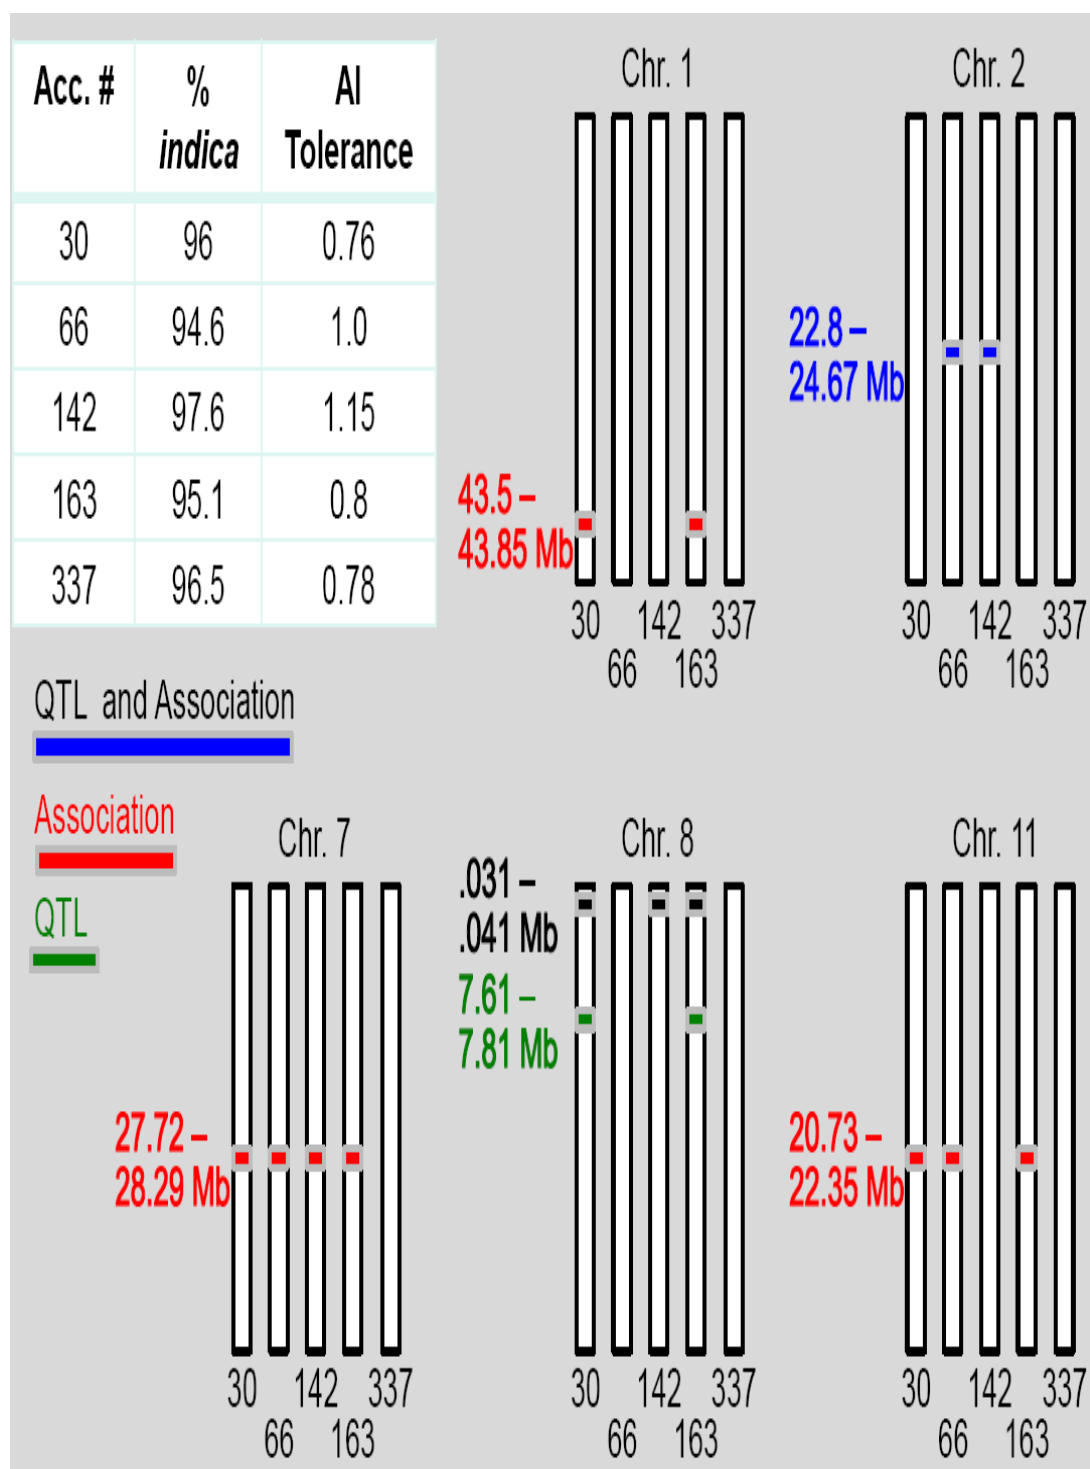 Acc. # % indica Al Tolerance
30 96 0.76
66 94.6 1.0
142 97.6 1.15
163 95.1 0.8
337 96.5 0.78
Chr. 1
43.5 –
43.85 Mb
30 142 337
66 163
Chr. 2
22.8 –
24.67 Mb
30 142 337
66 163
QTL and Association
Association
QTL
Chr. 7
27.72 –
28.29 Mb
30 142 337
66 163
Chr. 8
.031 –
.041 Mb
7.61 –
7.81 Mb
30 142 337
66 163
Chr. 11
20.73 –
22.35 Mb
30 142 337
66 163